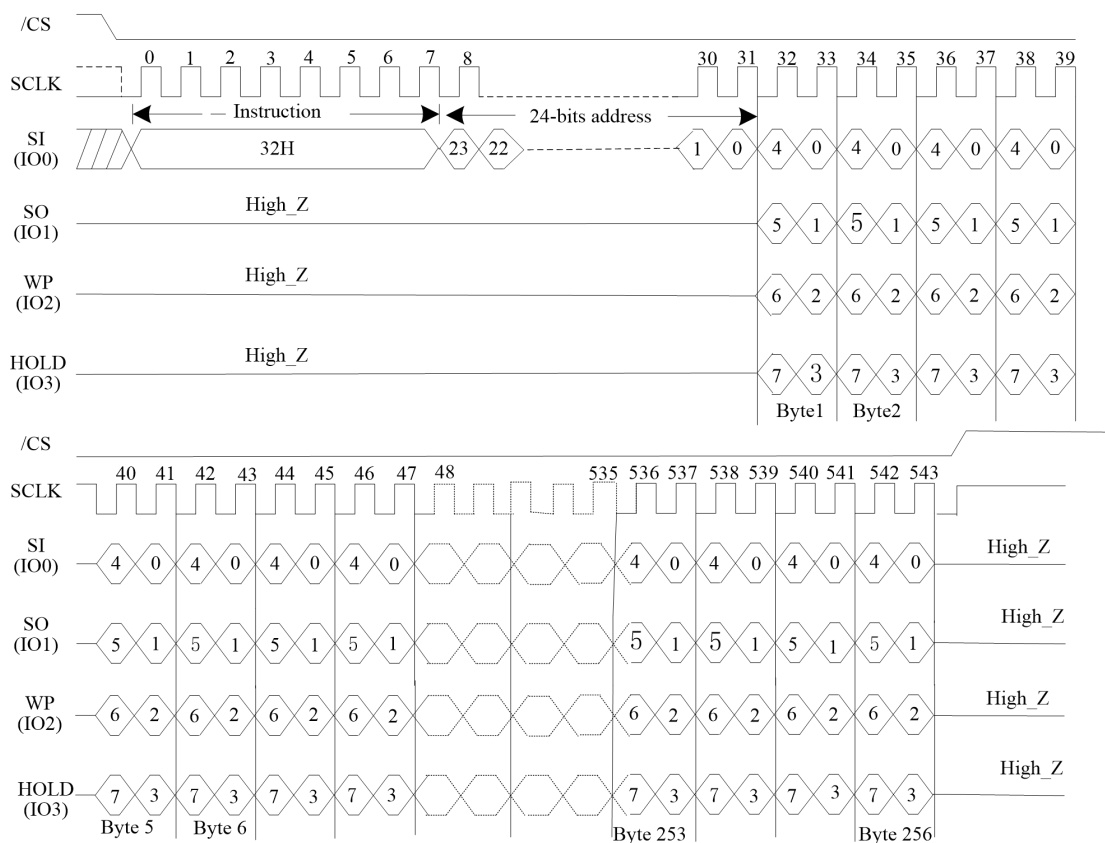 /CS
0 1 2 3 4 5 6 7 8 30 31 32 33 34 35 36 37 38 39
SCLK
Instruction 24-bits address
SI
(IO0)
32H 23 22 1 0 4 0 4 0 4 0 4 0
SO
(IO1)
High_Z 5 1 5 1 5 1 5 1
WP
(IO2)
High_Z 6 2 6 2 6 2 6 2
HOLD
(IO3)
High_Z 7 3 7 3 7 3 7 3
Byte1 Byte2
/CS
40 41 42 43 44 45 46 47 48 535 536 537 538 539 540 541 542 543
SCLK
SI
(IO0)
4 0 4 0 4 0 4 0 4 0 4 0 4 0 4 0 High_Z
SO
(IO1)
5 1 5 1 5 1 5 1 5 1 5 1 5 1 5 1 High_Z
WP
(IO2)
6 2 6 2 6 2 6 2 6 2 6 2 6 2 6 2 High_Z
HOLD
(IO3)
7 3 7 3 7 3 7 3 7 3 7 3 7 3 7 3 High_Z
Byte 5 Byte 6 Byte 253 Byte 256